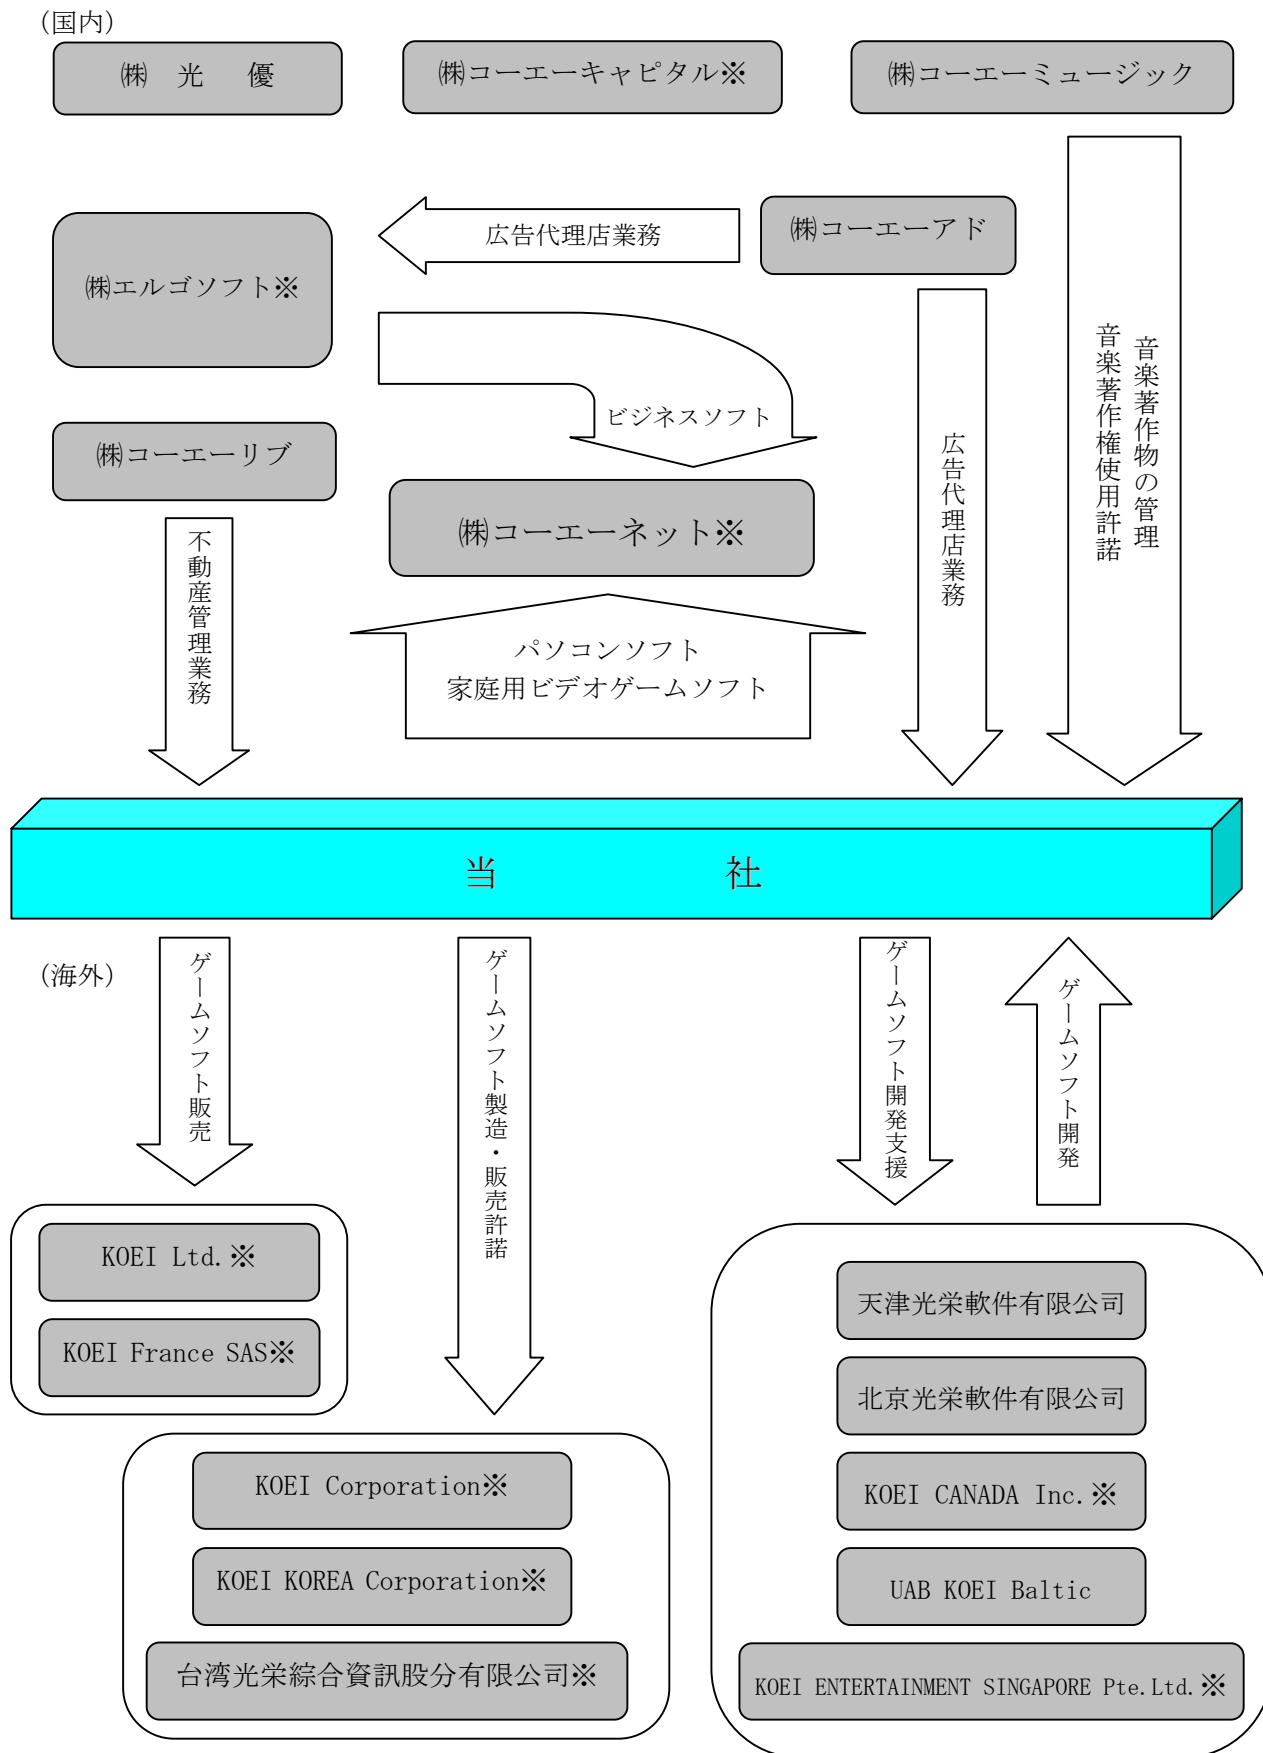 (国内)
㈱ 光 優
㈱コーエーキャピタル※
㈱コーエーミュージック
広告代理店業務
㈱コーエーアド
㈱エルゴソフト※
音楽著作物の管理
音楽著作権使用許諾
ビジネスソフト
㈱コーエーリブ
広告代理店業務
㈱コーエーネット※
不動産管理業務
パソコンソフト
家庭用ビデオゲームソフト
当 社
(海外)
ゲームソフト販売
ゲームソフト製造・販売許諾
ゲームソフト開発支援
ゲームソフト開発
KOEI Ltd.※
KOEI France SAS※
KOEI Corporation※
KOEI KOREA Corporation※
台湾光栄綜合資訊股分有限公司※
天津光栄軟件有限公司
北京光栄軟件有限公司
KOEI CANADA Inc.※
UAB KOEI Baltic
KOEI ENTERTAINMENT SINGAPORE Pte.Ltd.※